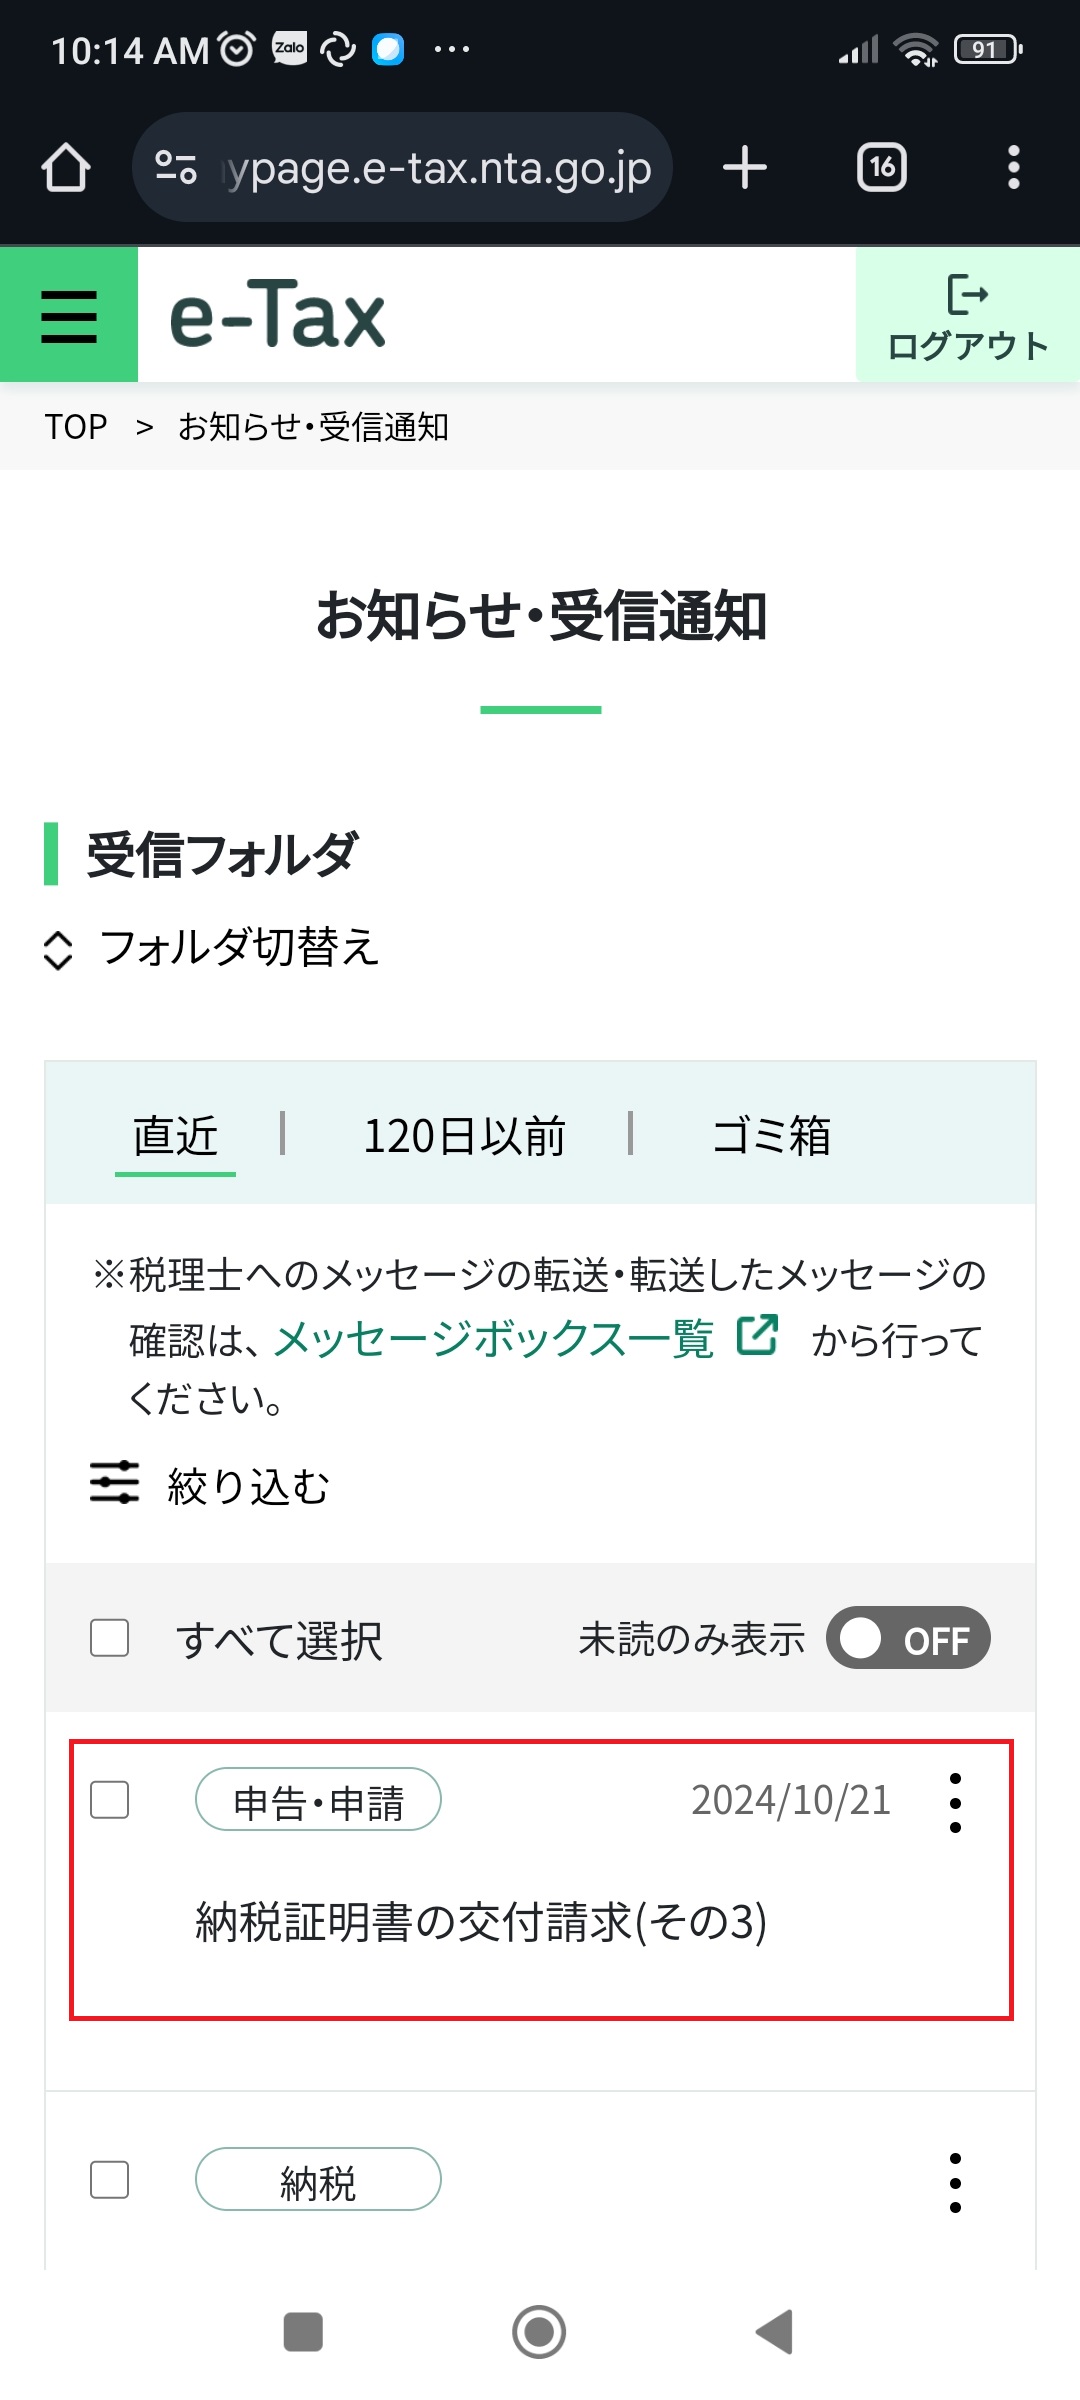 10:14 AM Zalo ... 91
ypage.e-tax.nta.go.jp 16
e-Tax ログアウト
TOP > お知らせ・受信通知
お知らせ・受信通知
受信フォルダ
フォルダ切替え
直近 | 120日以前 | ゴミ箱
※税理士へのメッセージの転送・転送したメッセージの
確認は、メッセージボックス一覧 から行って
ください。
絞り込む
すべて選択 未読のみ表示 OFF
申告・申請 2024/10/21
納税証明書の交付請求(その3)
納税